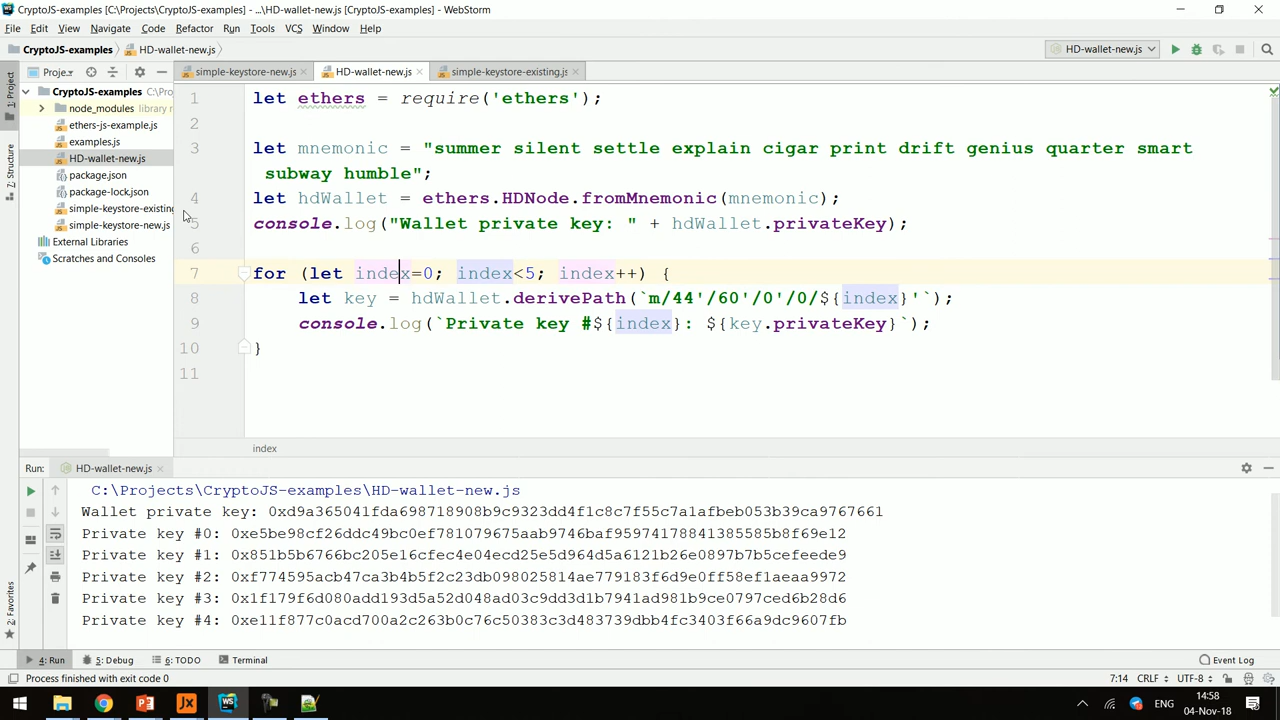 CryptoJS-examples [C:\Projects\CryptoJS-examples] - ...\HD-wallet-new.js [CryptoJS-examples] - WebStorm
File Edit View Navigate Code Refactor Run Tools VCS Window Help
CryptoJS-examples HD-wallet-new.js HD-wallet-new.js
1: Project
Z: Structure
2: Favorites
Proje..
simple-keystore-new.js HD-wallet-new.js simple-keystore-existing.js
CryptoJS-examples C:\Pro
node_modules library r
ethers-js-example.js
examples.js
HD-wallet-new.js
package.json
package-lock.json
simple-keystore-existing
simple-keystore-new.js
External Libraries
Scratches and Consoles
1 let ethers = require('ethers');
2
3 let mnemonic = "summer silent settle explain cigar print drift genius quarter smart
subway humble";
4 let hdWallet = ethers.HDNode.fromMnemonic(mnemonic);
5 console.log("Wallet private key: " + hdWallet.privateKey);
6
7 for (let index=0; index<5; index++) {
8 let key = hdWallet.derivePath(`m/44'/60'/0'/0/${index}'`);
9 console.log(`Private key #${index}: ${key.privateKey}`);
10 }
11
index
Run: HD-wallet-new.js
C:\Projects\CryptoJS-examples\HD-wallet-new.js
Wallet private key: 0xd9a365041fda698718908b9c9323dd4f1c8c7f55c7a1afbeb053b39ca9767661
Private key #0: 0xe5be98cf26ddc49bc0ef781079675aab9746baf95974178841385585b8f69e12
Private key #1: 0x851b5b6766bc205e16cfec4e04ecd25e5d964d5a6121b26e0897b7b5cefeede9
Private key #2: 0xf774595acb47ca3b4b5f2c23db098025814ae779183f6d9e0ff58ef1aeaa9972
Private key #3: 0x1f179f6d080add193d5a52d048ads09c3dd3d1b7941ad981b9ce0797ced6b28d6
Private key #4: 0xe11f877c0acd700a2c263b0c76c50383c3d483739dbb4fc3403f66a9dc9607fb
4: Run 5: Debug 6: TODO Terminal Event Log
Process finished with exit code 0 7:14 CRLF UTF-8
ENG 14:58
04-Nov-18